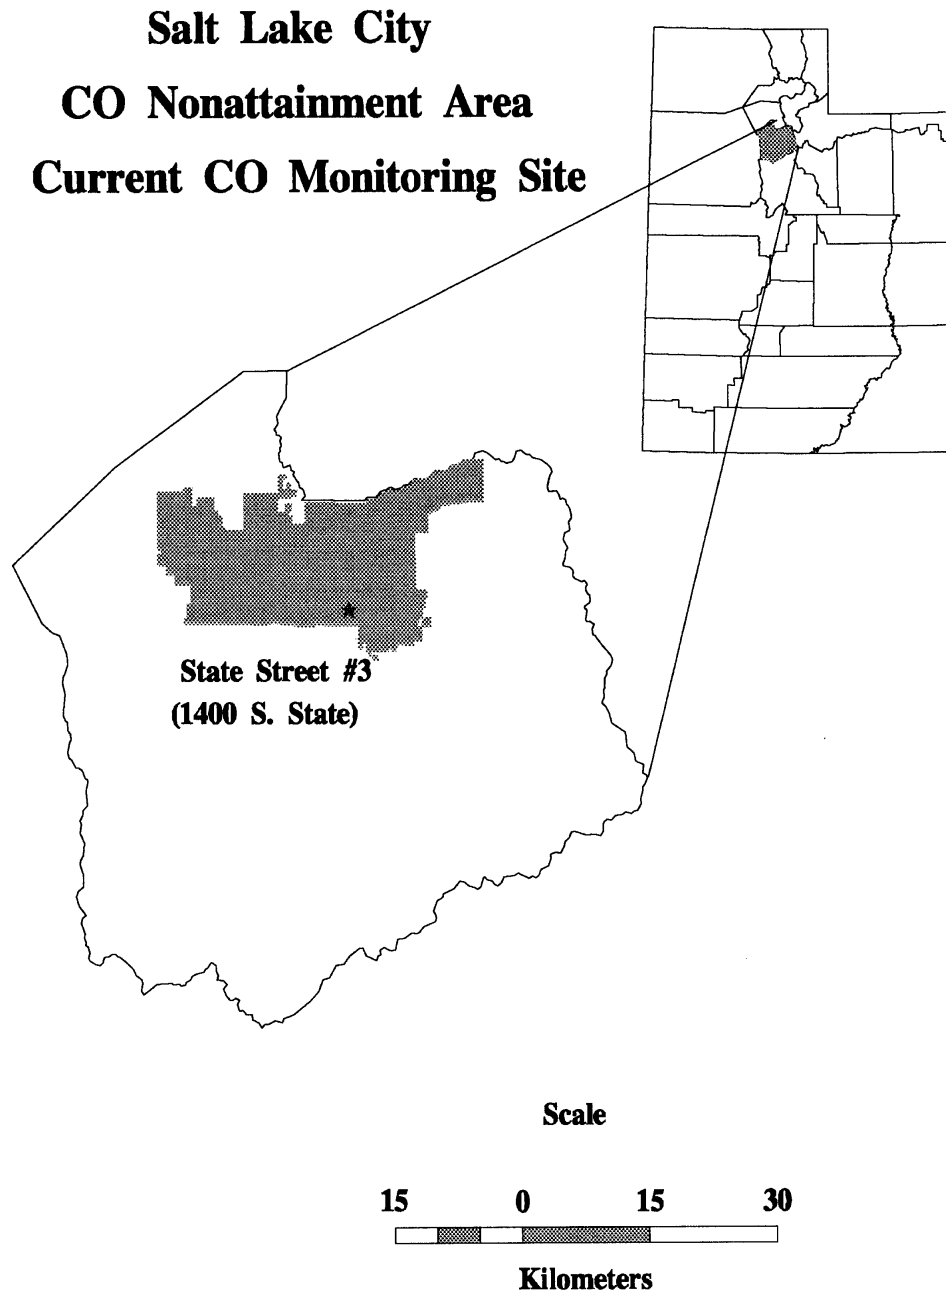 Salt Lake City
CO Nonattainment Area
Current CO Monitoring Site
State Street #3
(1400 S. State)
Scale
15 0 15 30
Kilometers